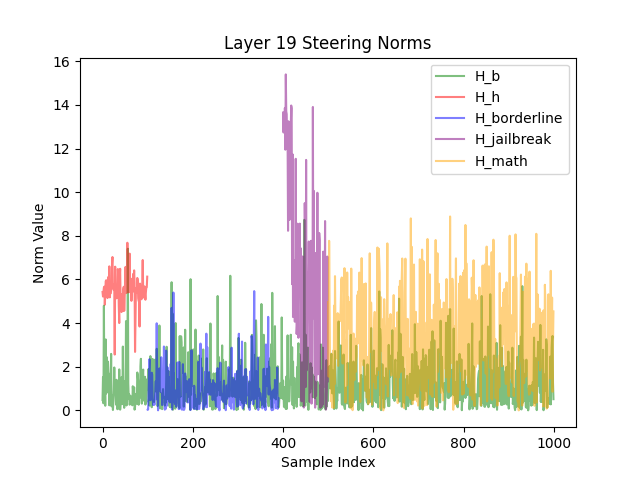 Layer 19 Steering Norms
16
14
12
10
8
6
4
2
0
Norm Value
H_b
H_h
H_borderline
H_jailbreak
H_math
0 200 400 600 800 1000
Sample Index